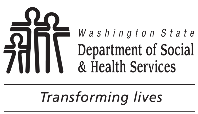 Washington State
Department of Social
& Health Services
Transforming lives